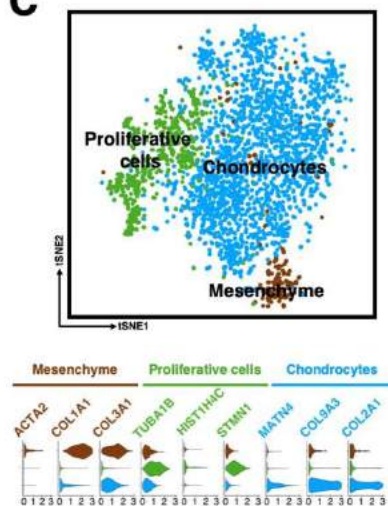 C
Proliferative
cells
Chondrocytes
Mesenchyme
tSNE2
tSNE1
Mesenchyme Proliferative cells Chondrocytes
ACTA2 COL1A1 COL3A1 TUBA1B HIST1H4C STMN1 MATN4 COL9A3 COL2A1
0 1 2 3 0 1 2 3 0 1 2 3 0 1 2 3 0 1 2 3 0 1 2 3 0 1 2 3 0 1 2 3 0 1 2 3